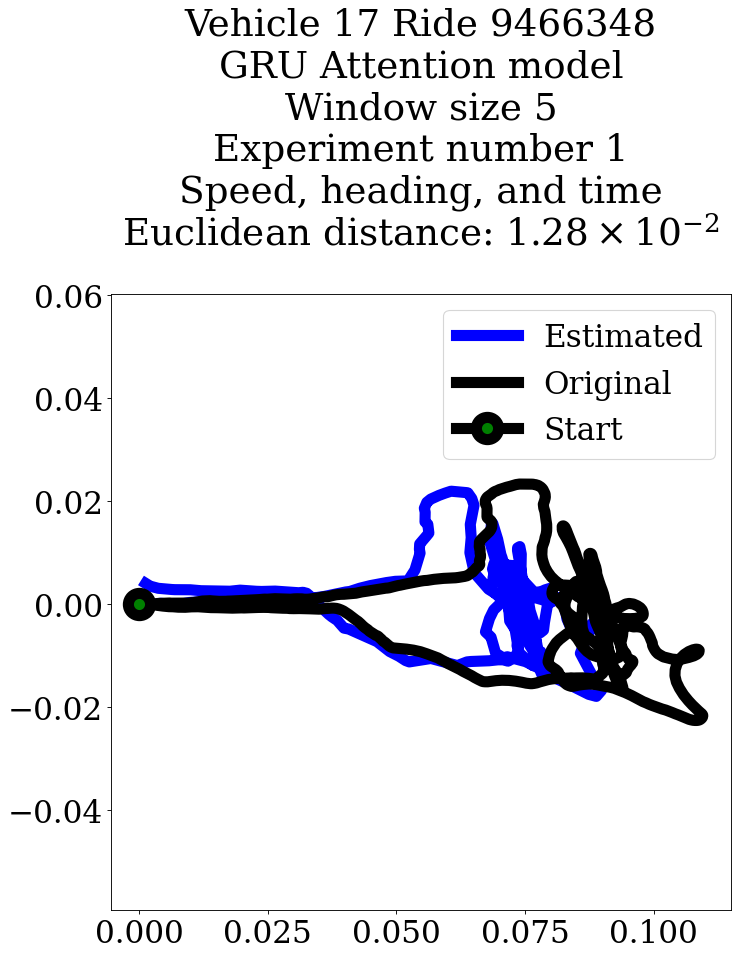 Vehicle 17 Ride 9466348
GRU Attention model
Window size 5
Experiment number 1
Speed, heading, and time
Euclidean distance: 1.28 × 10⁻²
0.06
0.04
0.02
0.00
−0.02
−0.04
Estimated
Original
Start
0.000 0.025 0.050 0.075 0.100